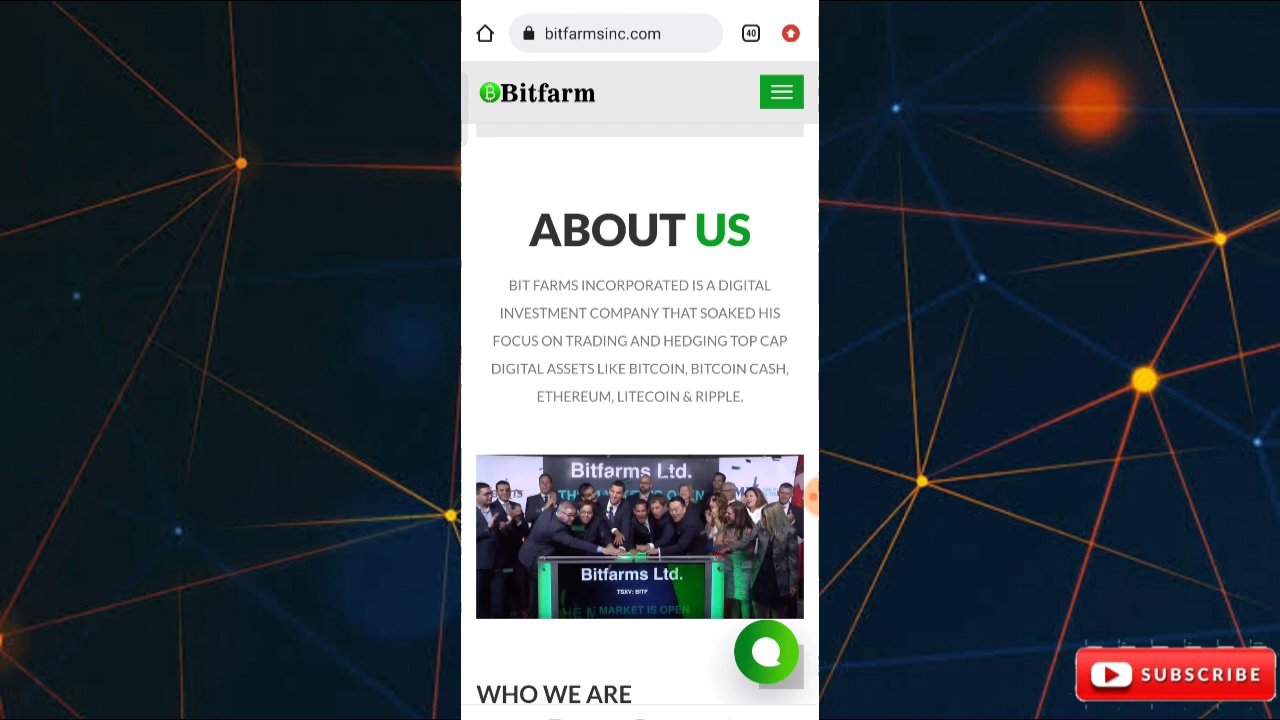 bitfarmsinc.com
40
Bitfarm
ABOUT US
BIT FARMS INCORPORATED IS A DIGITAL
INVESTMENT COMPANY THAT SOAKED HIS
FOCUS ON TRADING AND HEDGING TOP CAP
DIGITAL ASSETS LIKE BITCOIN, BITCOIN CASH,
ETHEREUM, LITECOIN & RIPPLE.
Bitfarms Ltd.
Bitfarms Ltd.
TSXV: BITF
MARKET IS OPEN
WHO WE ARE
SUBSCRIBE